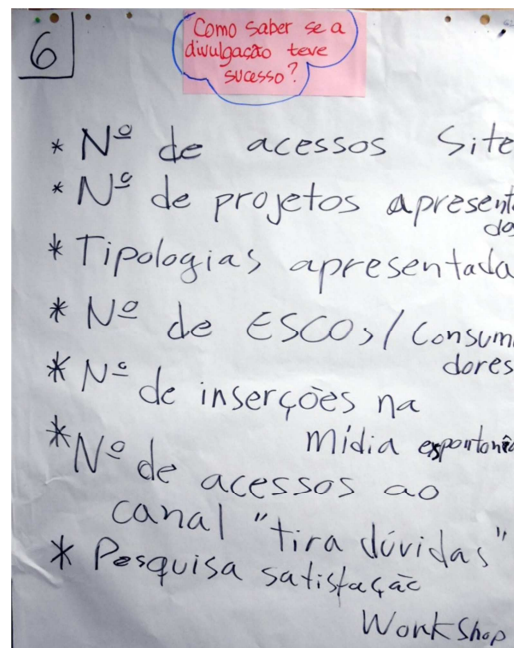 6
Como saber se a
divulgação teve
sucesso?
* Nº de acessos Site
* Nº de projetos apresent
dos
* Tipologias apresentada
* Nº de ESCOs/Consum
dores
* Nº de inserções na
mídia espontânea
* Nº de acessos ao
canal "tira dúvidas"
* Pesquisa satisfação
Workshop